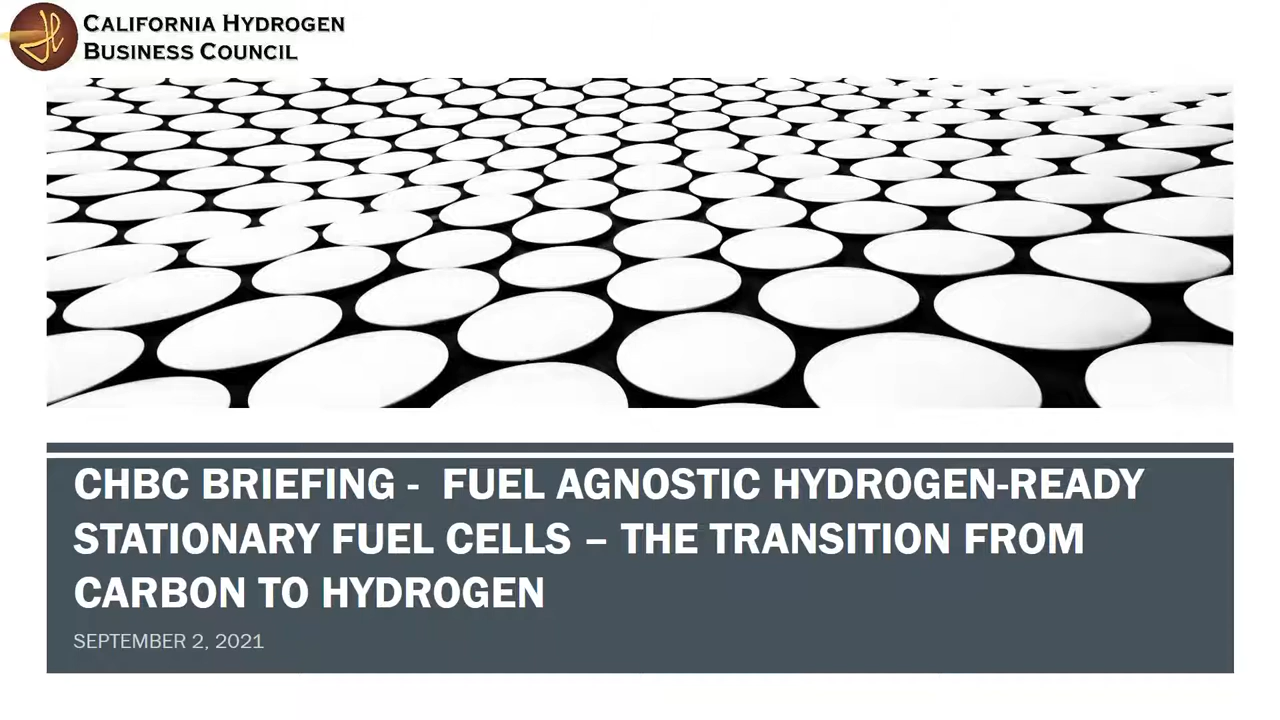 CALIFORNIA HYDROGEN
BUSINESS COUNCIL
CHBC BRIEFING - FUEL AGNOSTIC HYDROGEN-READY
STATIONARY FUEL CELLS – THE TRANSITION FROM
CARBON TO HYDROGEN
SEPTEMBER 2, 2021